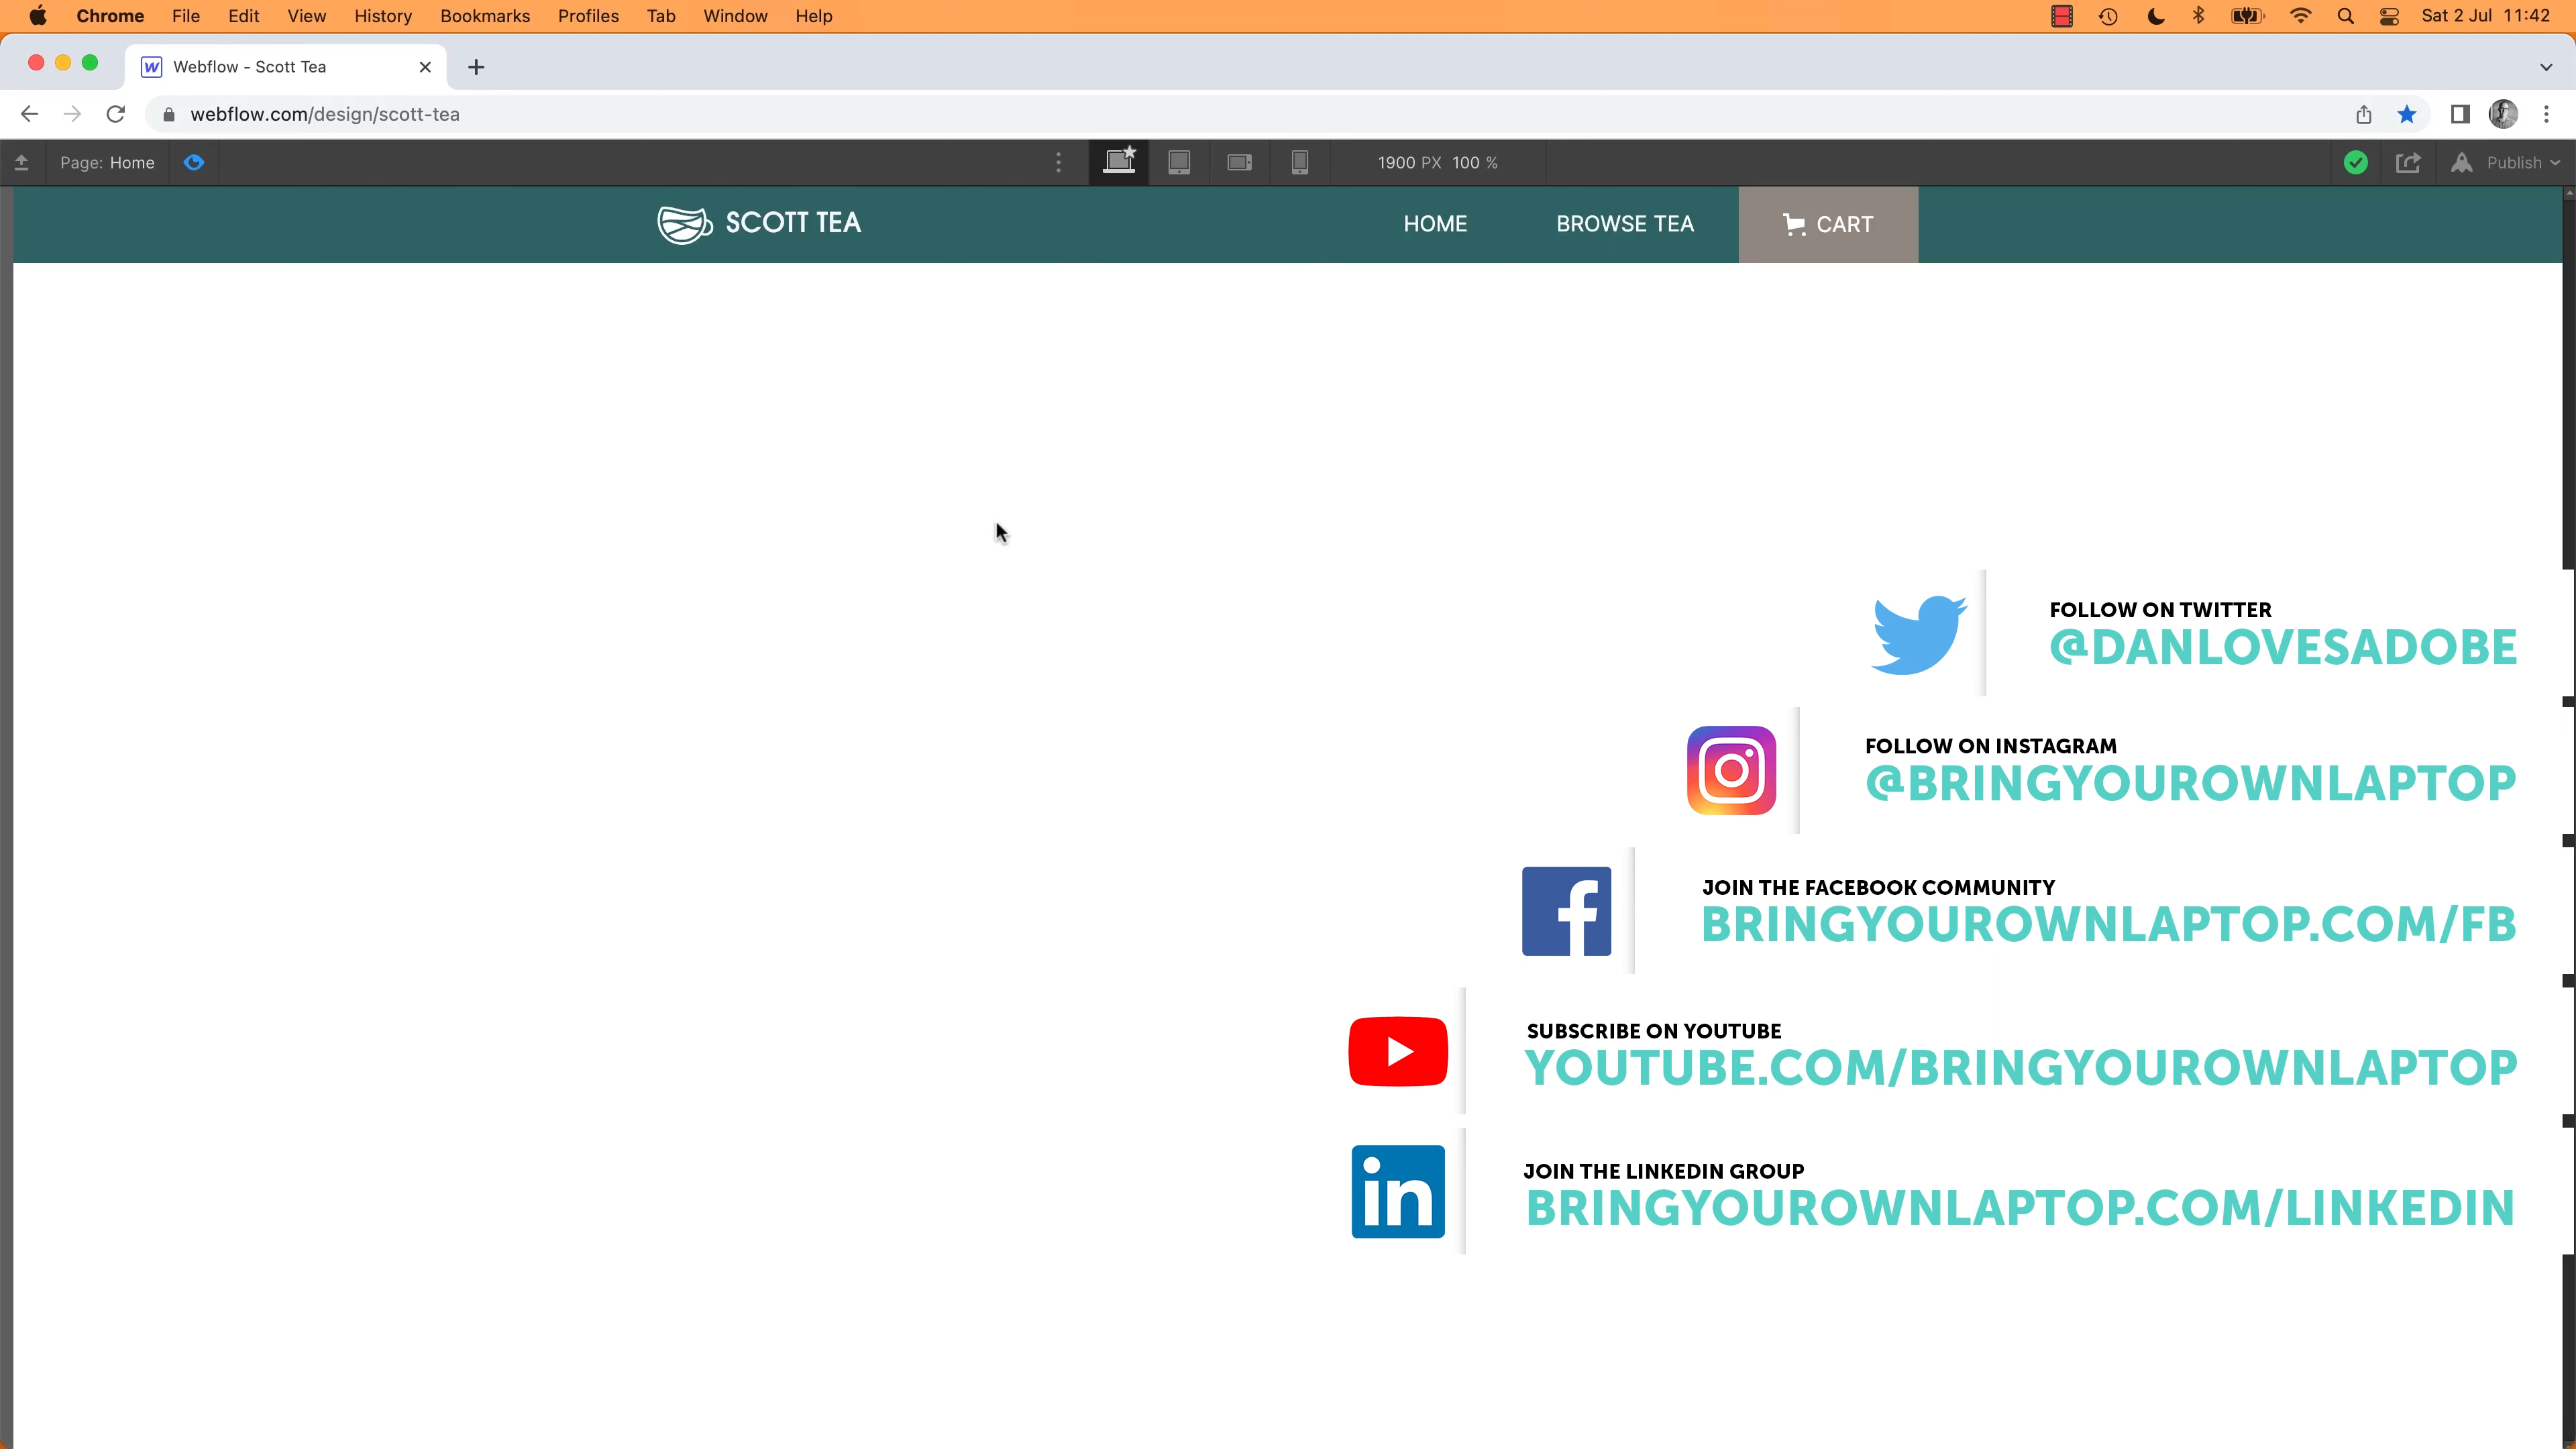 Chrome File Edit View History Bookmarks Profiles Tab Window Help Sat 2 Jul 11:42
Webflow - Scott Tea
webflow.com/design/scott-tea
Page: Home 1900 PX 100 % Publish
SCOTT TEA HOME BROWSE TEA CART
FOLLOW ON TWITTER
@DANLOVESADOBE
FOLLOW ON INSTAGRAM
@BRINGYOUROWNLAPTOP
JOIN THE FACEBOOK COMMUNITY
BRINGYOUROWNLAPTOP.COM/FB
SUBSCRIBE ON YOUTUBE
YOUTUBE.COM/BRINGYOUROWNLAPTOP
in
JOIN THE LINKEDIN GROUP
BRINGYOUROWNLAPTOP.COM/LINKEDIN